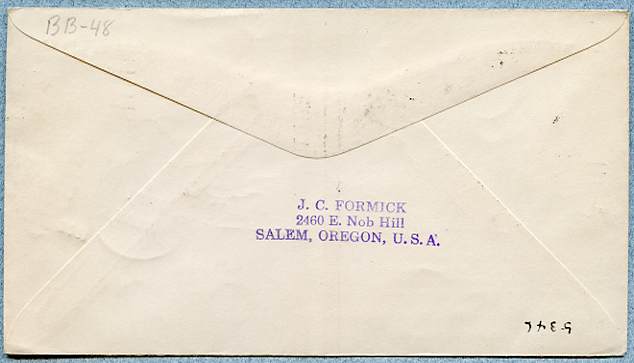 BB-48
J. C. FORMICK
2460 E. Nob Hill
SALEM, OREGON, U. S. A.